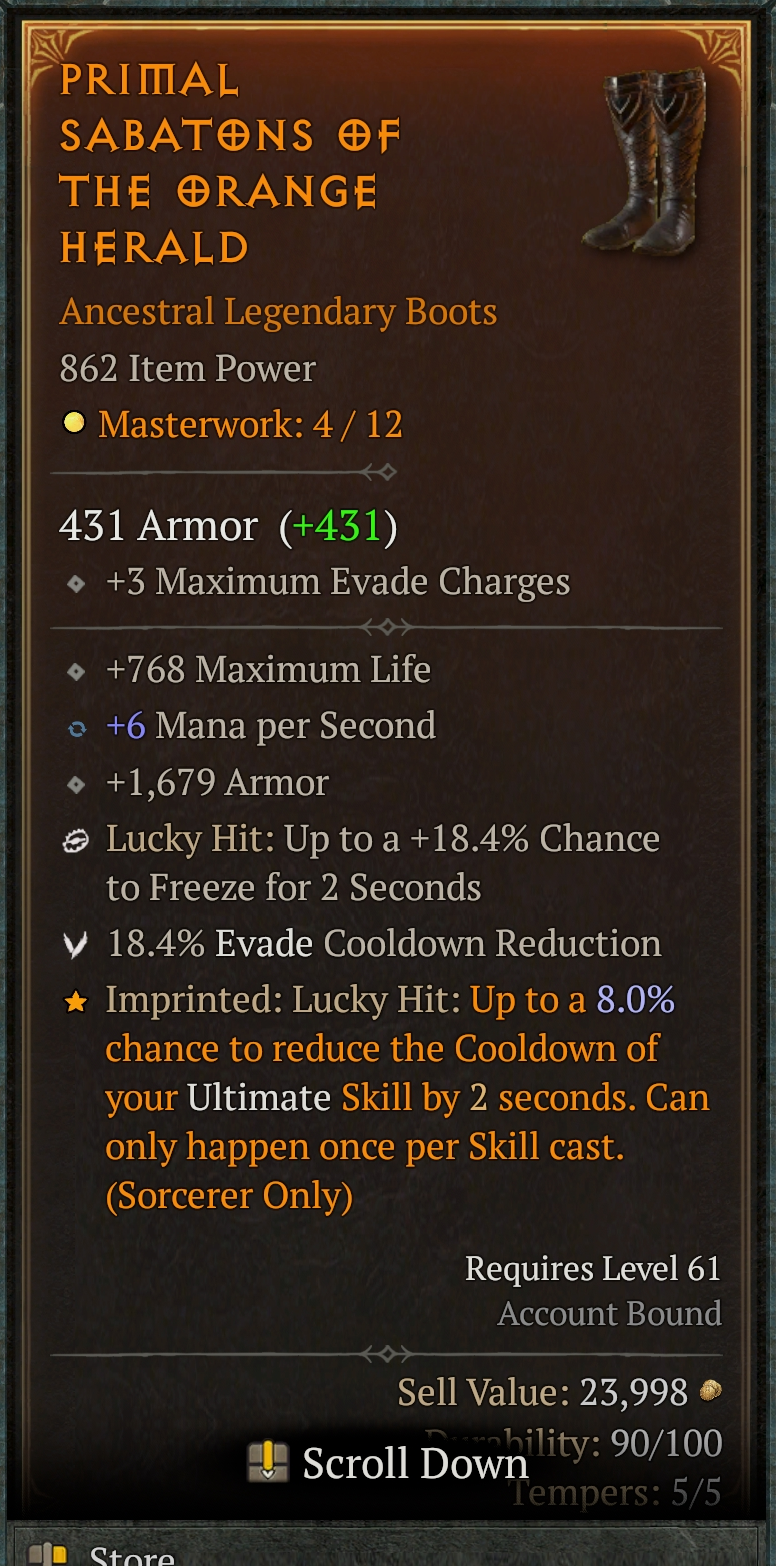 PRIMAL
SABATONS OF
THE ORANGE
HERALD
Ancestral Legendary Boots
862 Item Power
Masterwork: 4 / 12
431 Armor (+431)
+3 Maximum Evade Charges
+768 Maximum Life
+6 Mana per Second
+1,679 Armor
Lucky Hit: Up to a +18.4% Chance
to Freeze for 2 Seconds
18.4% Evade Cooldown Reduction
Imprinted: Lucky Hit: Up to a 8.0%
chance to reduce the Cooldown of
your Ultimate Skill by 2 seconds. Can
only happen once per Skill cast.
(Sorcerer Only)
Requires Level 61
Account Bound
Sell Value: 23,998
Durability: 90/100
Scroll Down
Tempers: 5/5
Store